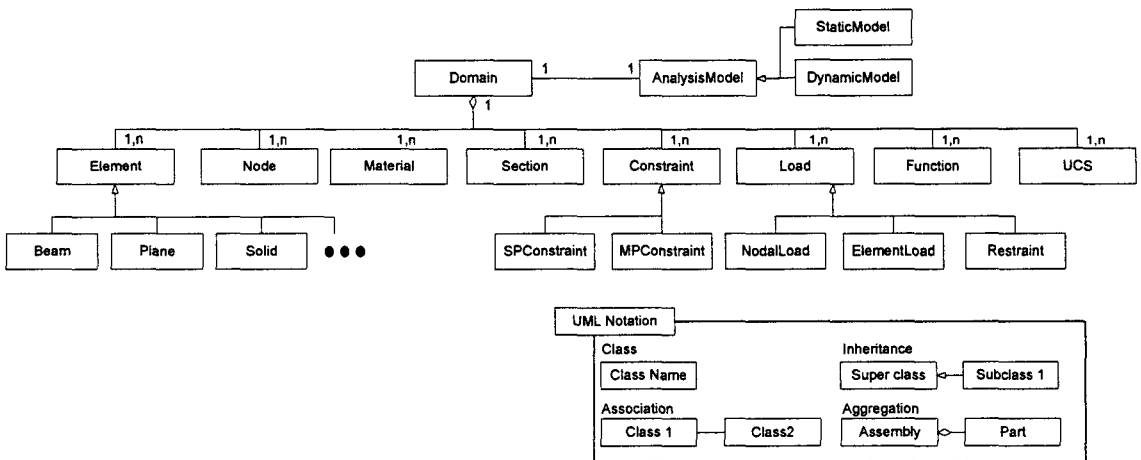 StaticModel
Domain 1 1 AnalysisModel DynamicModel
1
1,n 1,n 1,n 1,n 1,n 1,n 1,n 1,n
Element Node Material Section Constraint Load Function UCS
Beam Plane Solid ●●● SPConstraint MPConstraint NodalLoad ElementLoad Restraint
UML Notation
Class Inheritance
Class Name Super class Subclass 1
Association Aggregation
Class 1 Class2 Assembly Part